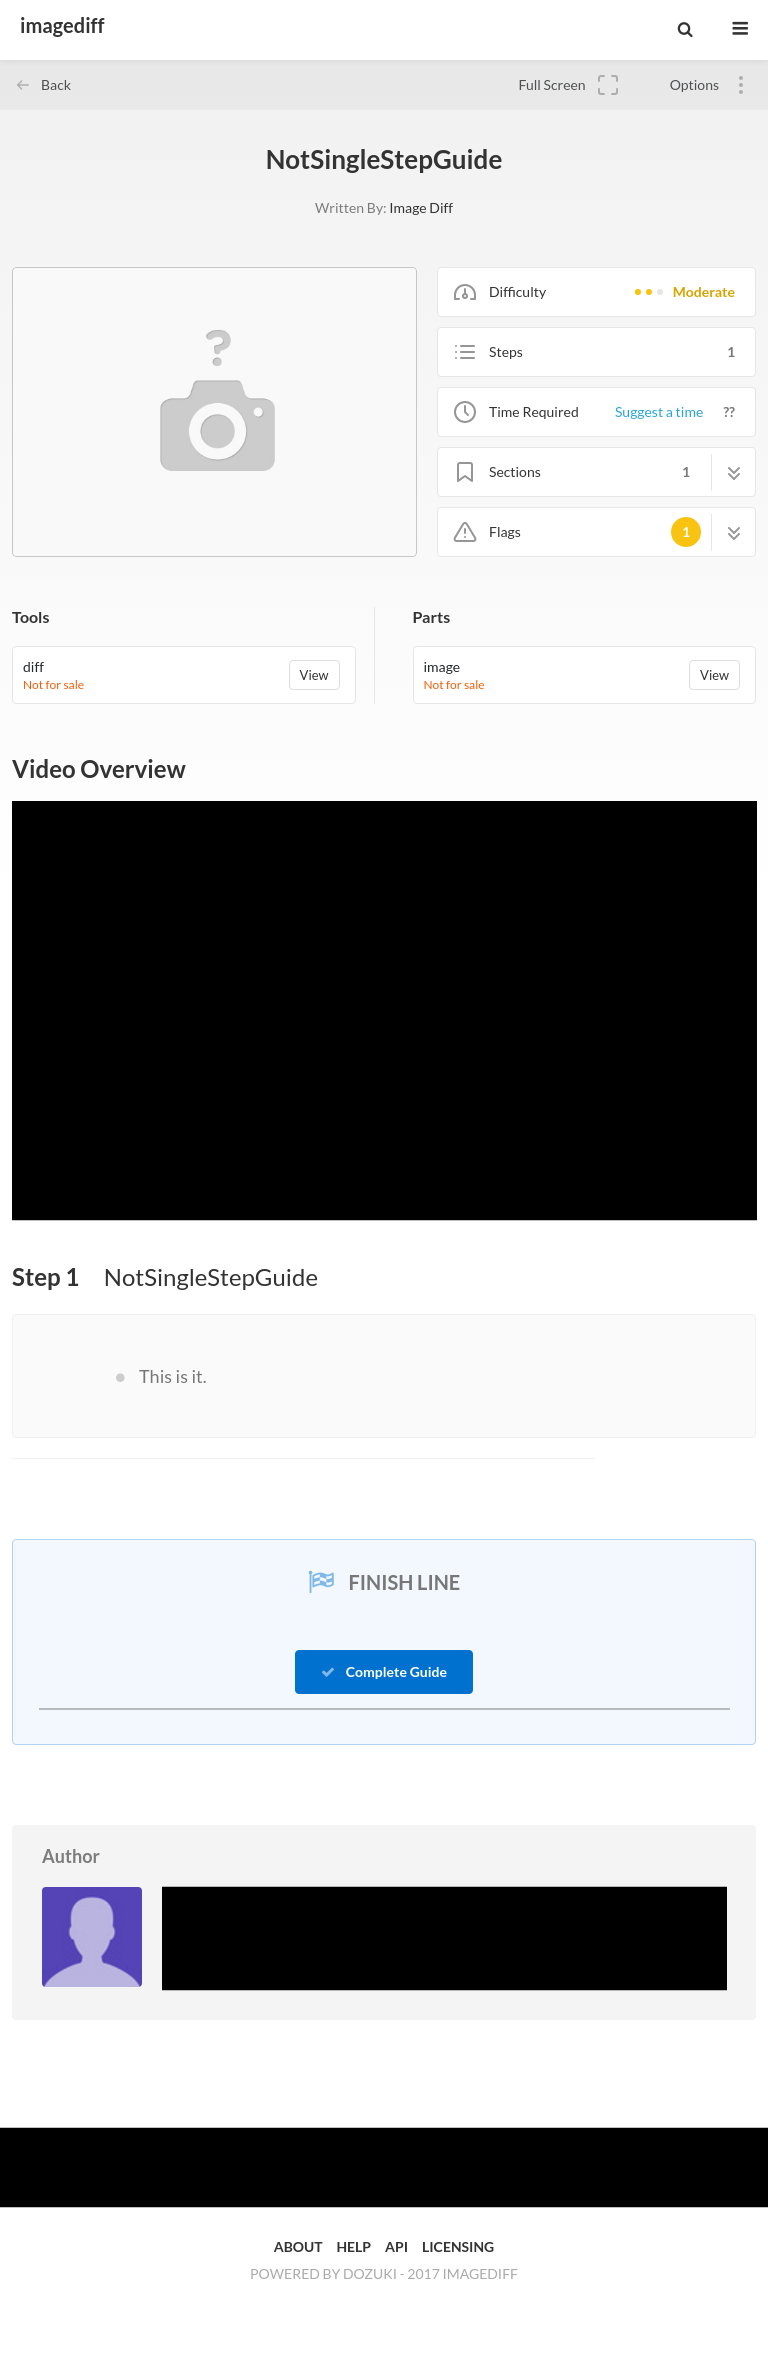 imagediff
Back
Full Screen
Options
NotSingleStepGuide
Written By: Image Diff
?
Difficulty
Moderate
Steps
1
Time Required
Suggest a time
??
Sections
1
Flags
1
Tools
Parts
diff
Not for sale
View
image
Not for sale
View
Video Overview
Step 1 NotSingleStepGuide
This is it.
FINISH LINE
Complete Guide
Author
ABOUT HELP API LICENSING
POWERED BY DOZUKI - 2017 IMAGEDIFF